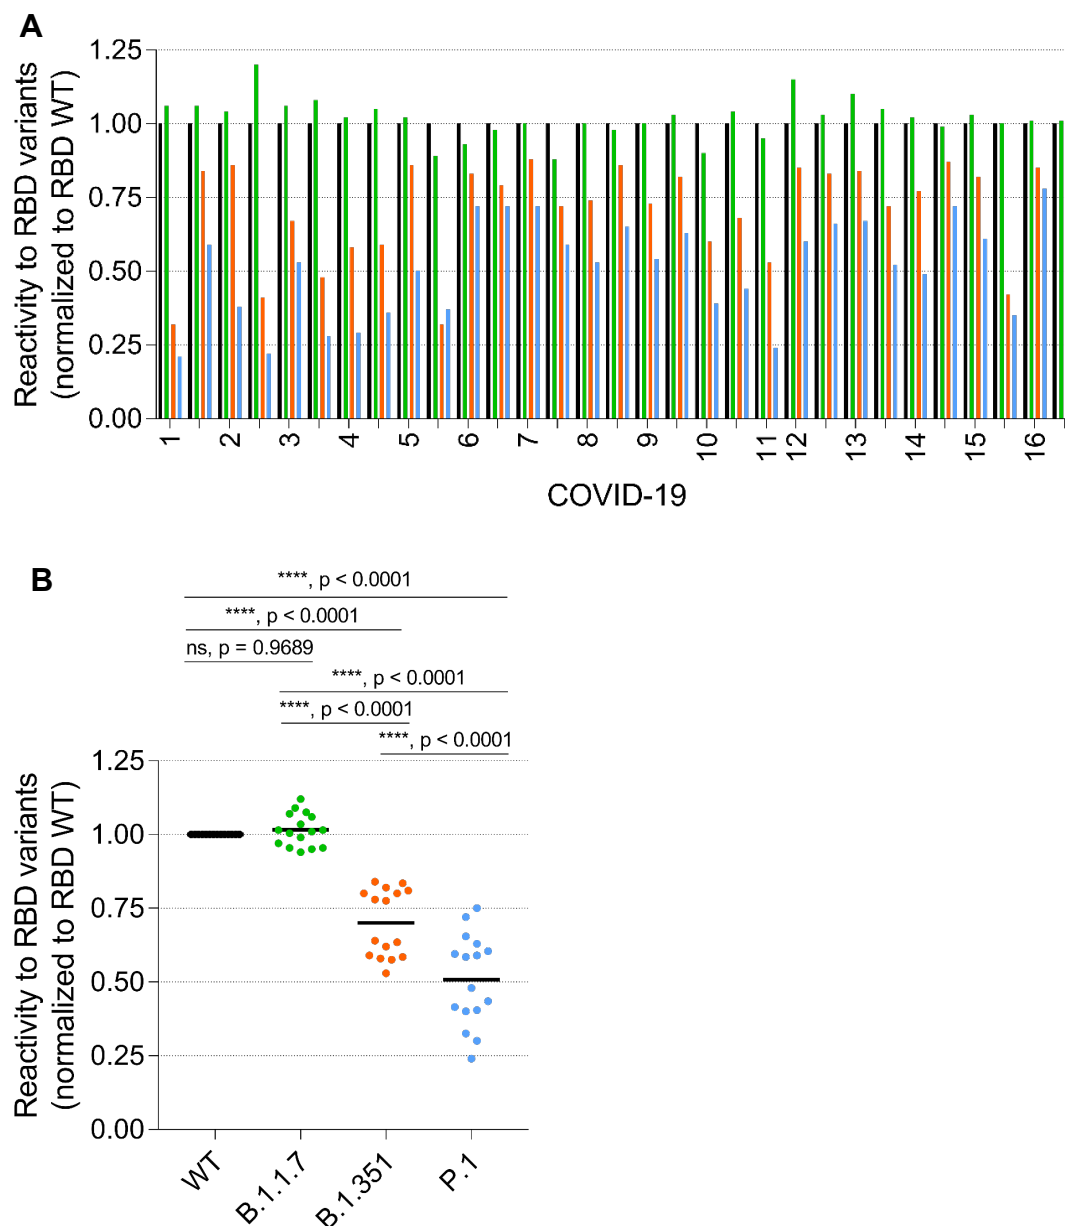 A
Reactivity to RBD variants
(normalized to RBD WT)
1.25
1.00
0.75
0.50
0.25
0.00
1 2 3 4 5 6 7 8 9 10 11 12 13 14 15 16
COVID-19
B
****, p < 0.0001
****, p < 0.0001
ns, p = 0.9689
****, p < 0.0001
****, p < 0.0001
****, p < 0.0001
Reactivity to RBD variants
(normalized to RBD WT)
1.25
1.00
0.75
0.50
0.25
0.00
WT B.1.1.7 B.1.351 P.1